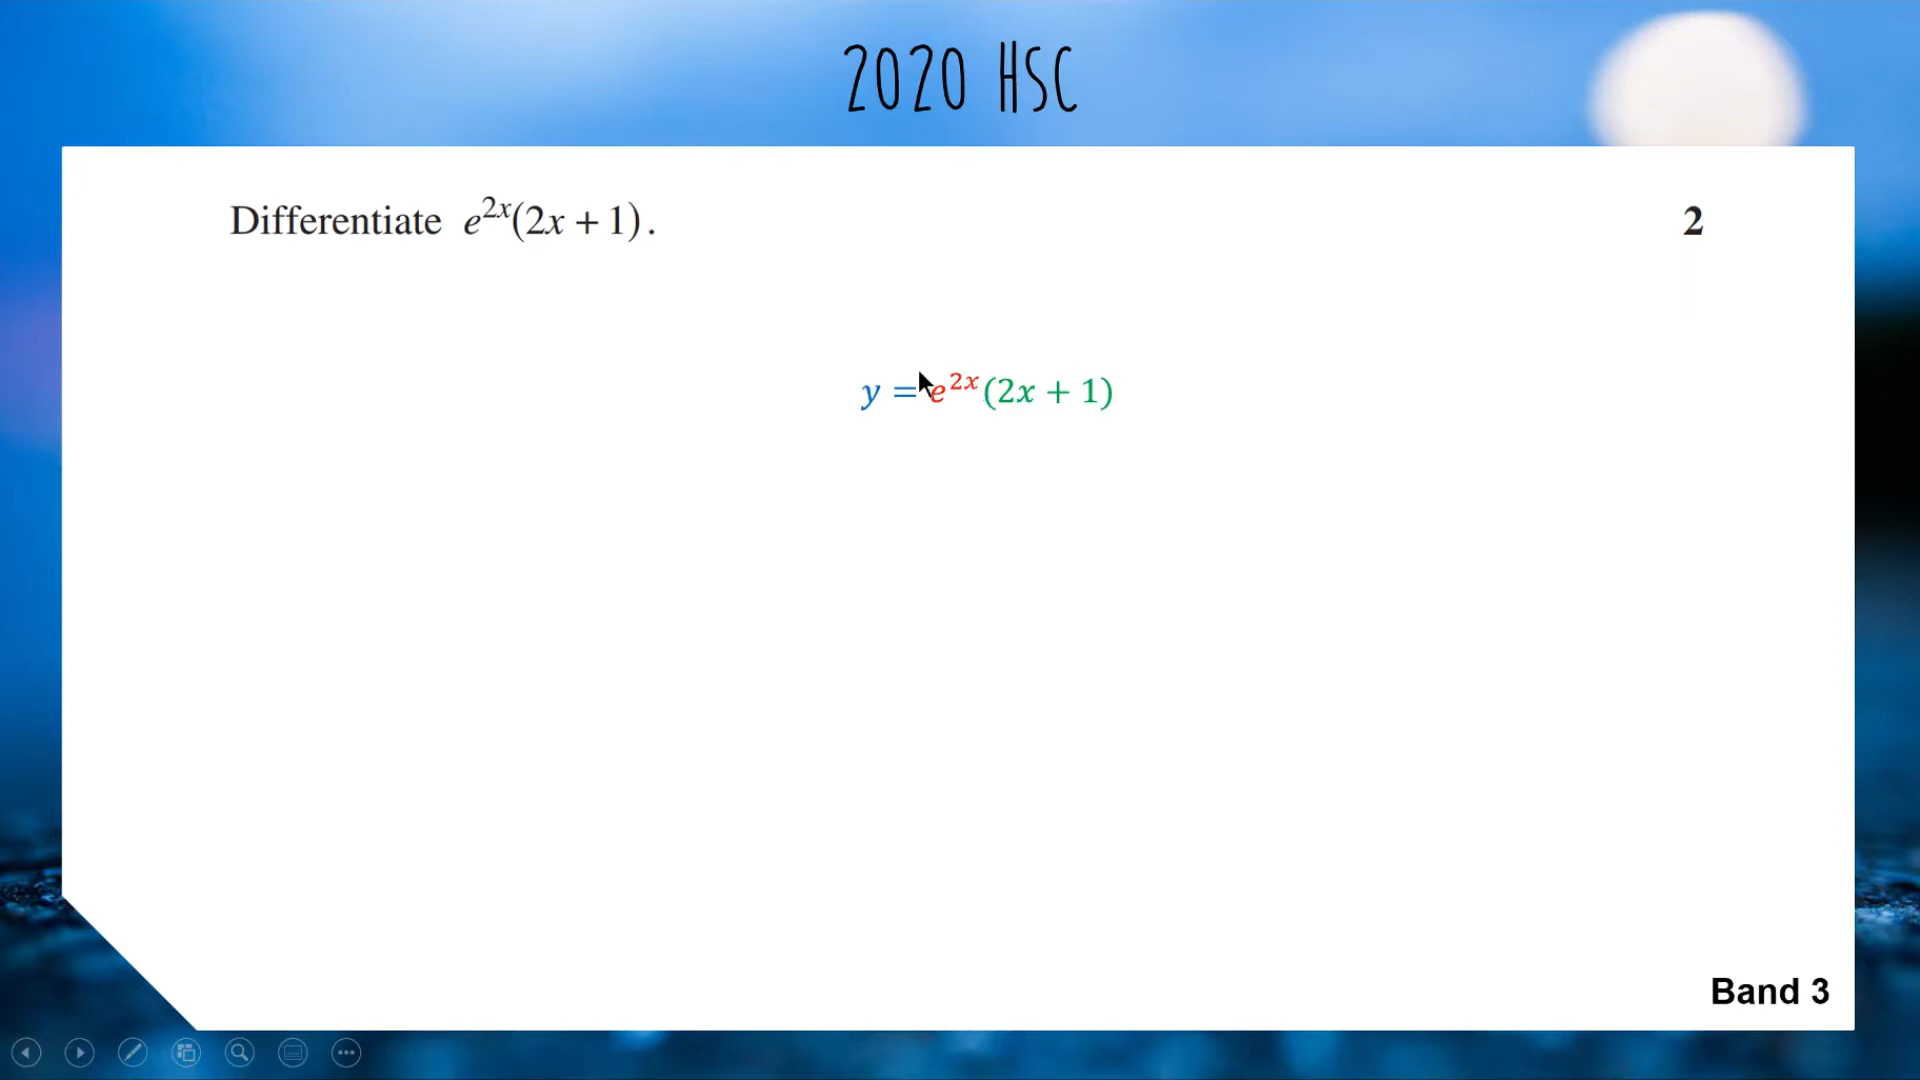 2020 HSC
Differentiate e^{2x}(2x + 1).
2
y = e^{2x}(2x + 1)
Band 3